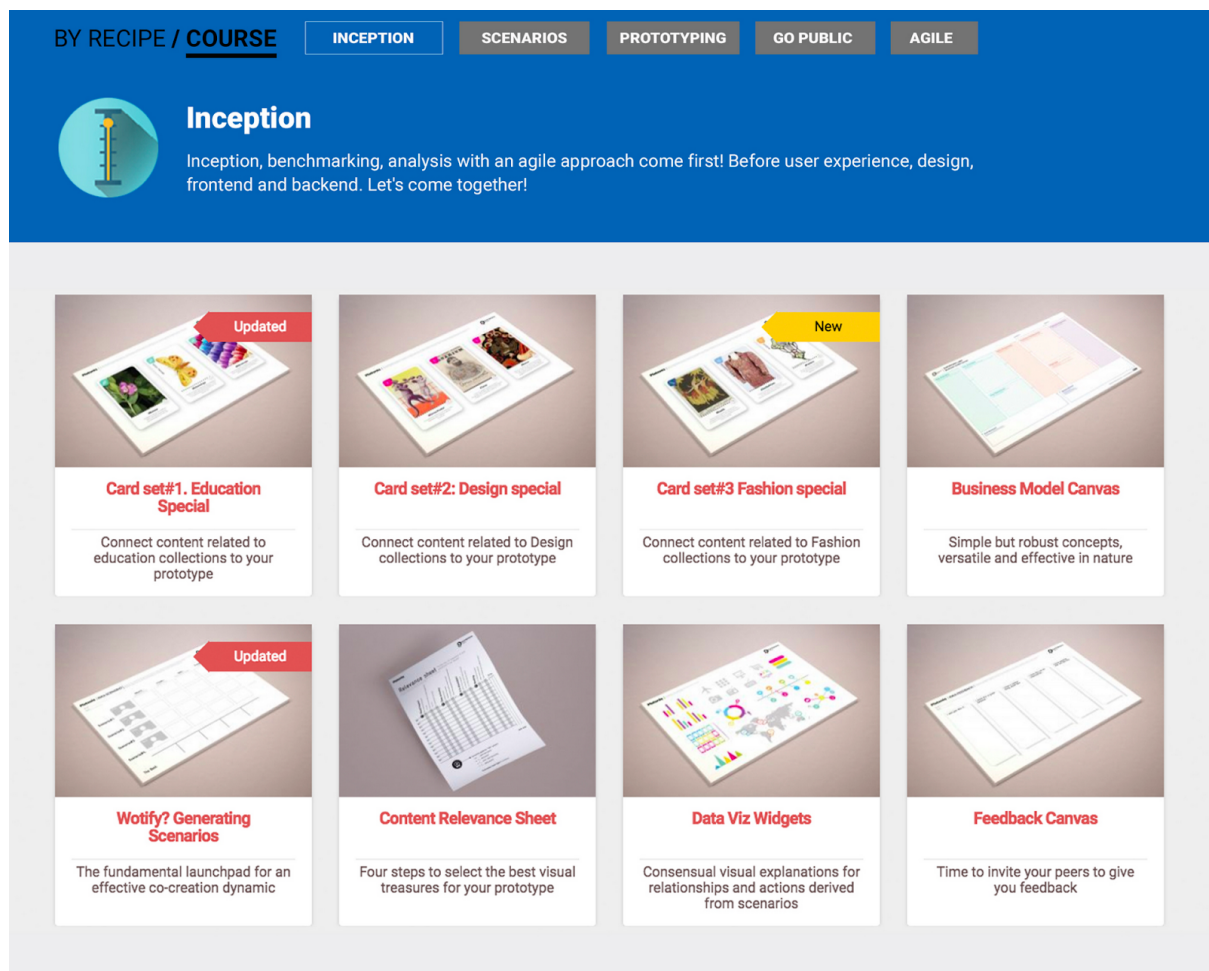 BY RECIPE / COURSE
INCEPTION
SCENARIOS
PROTOTYPING
GO PUBLIC
AGILE
Inception
Inception, benchmarking, analysis with an agile approach come first! Before user experience, design,
frontend and backend. Let's come together!
Updated
New
Card set#1. Education
Special
Connect content related to
education collections to your
prototype
Card set#2: Design special
Connect content related to Design
collections to your prototype
Card set#3 Fashion special
Connect content related to Fashion
collections to your prototype
Business Model Canvas
Simple but robust concepts,
versatile and effective in nature
Updated
Relevance sheet
Wotify? Generating
Scenarios
The fundamental launchpad for an
effective co-creation dynamic
Content Relevance Sheet
Four steps to select the best visual
treasures for your prototype
Data Viz Widgets
Consensual visual explanations for
relationships and actions derived
from scenarios
Feedback Canvas
Time to invite your peers to give
you feedback